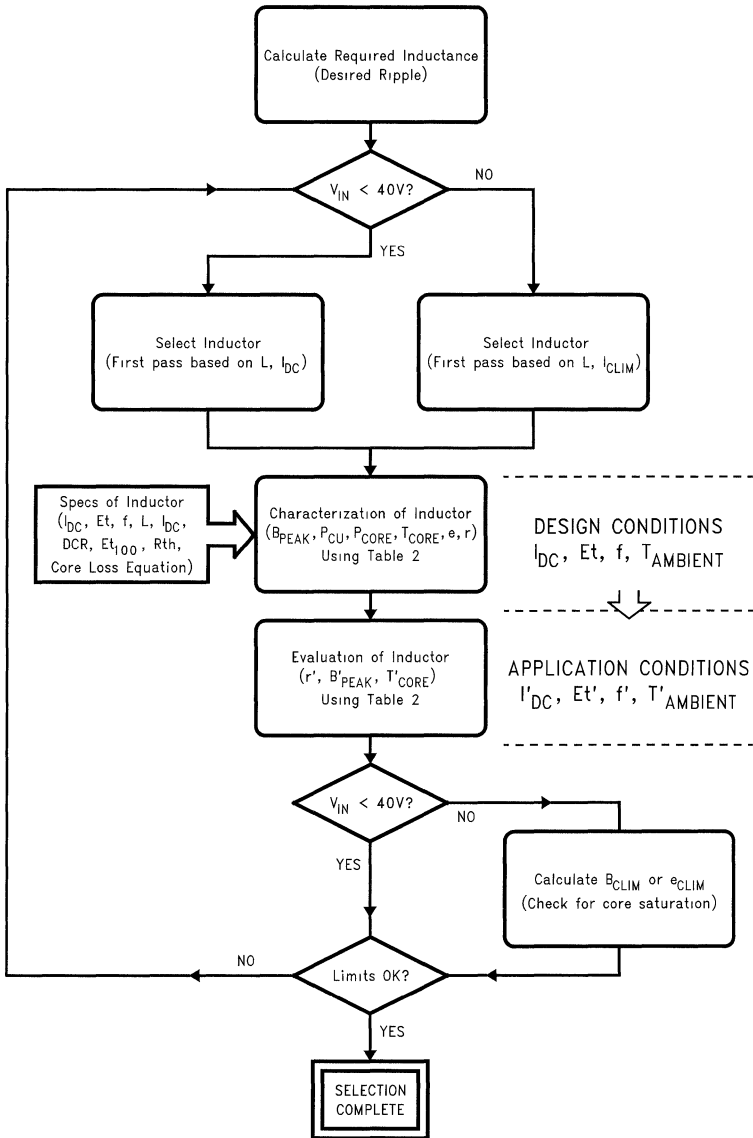 Calculate Required Inductance
(Desired Ripple)
V_IN < 40V?
NO
YES
Select Inductor
(First pass based on L, I_DC)
Select Inductor
(First pass based on L, I_CLIM)
Specs of Inductor
(I_DC, Et, f, L, I_DC,
DCR, Et_100, Rth,
Core Loss Equation)
Characterization of Inductor
(B_PEAK, P_CU, P_CORE, T_CORE, e, r)
Using Table 2
DESIGN CONDITIONS
I_DC, Et, f, T_AMBIENT
Evaluation of Inductor
(r', B'_PEAK, T'_CORE)
Using Table 2
APPLICATION CONDITIONS
I'_DC, Et', f', T'_AMBIENT
V_IN < 40V?
NO
YES
Calculate B_CLIM or e_CLIM
(Check for core saturation)
Limits OK?
NO
YES
SELECTION
COMPLETE